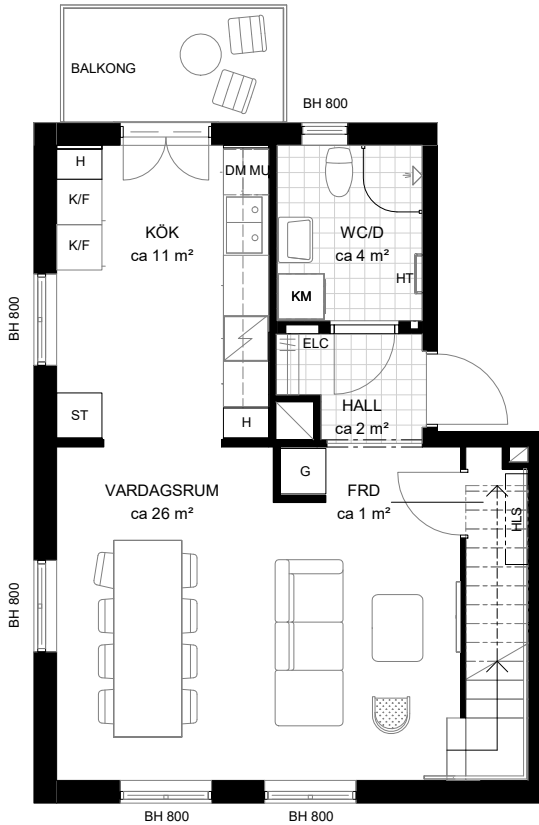 BALKONG
BH 800
H
DM MU
K/F
K/F
KÖK
ca 11 m²
WC/D
ca 4 m²
HT
KM
BH 800
ELC
ST
H
HALL
ca 2 m²
G
VARDAGSRUM
ca 26 m²
FRD
ca 1 m²
HLS
BH 800
BH 800
BH 800